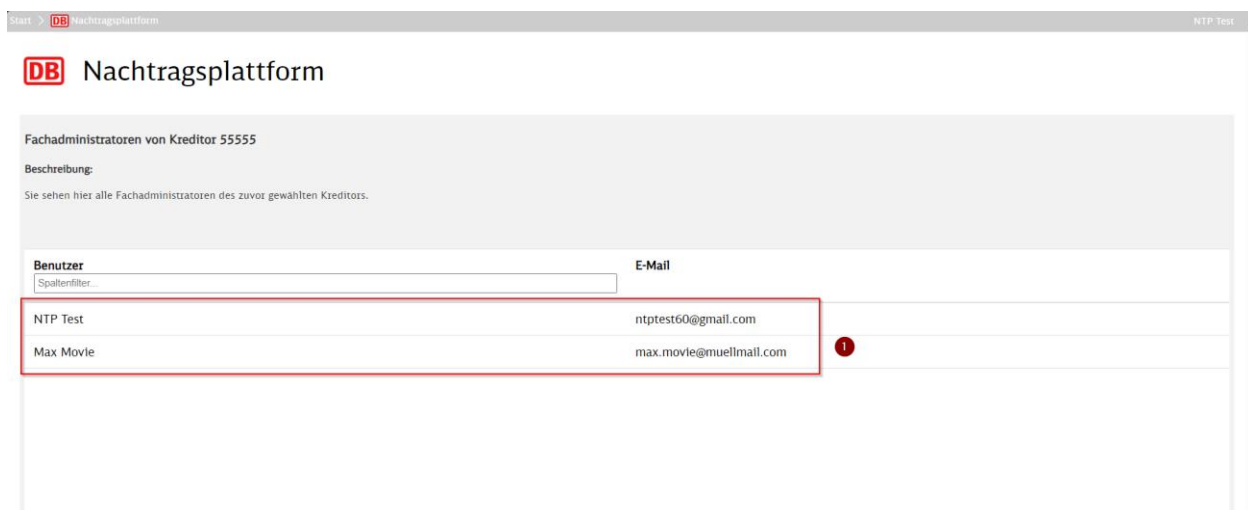 Start > DB Nachtragsplattform NTP Test
DB Nachtragsplattform
Fachadministratoren von Kreditor 55555
Beschreibung:
Sie sehen hier alle Fachadministratoren des zuvor gewählten Kreditors.
Benutzer E-Mail
Spaltenfilter...
NTP Test ntptest60@gmail.com
Max Movie max.movie@muellmail.com 1